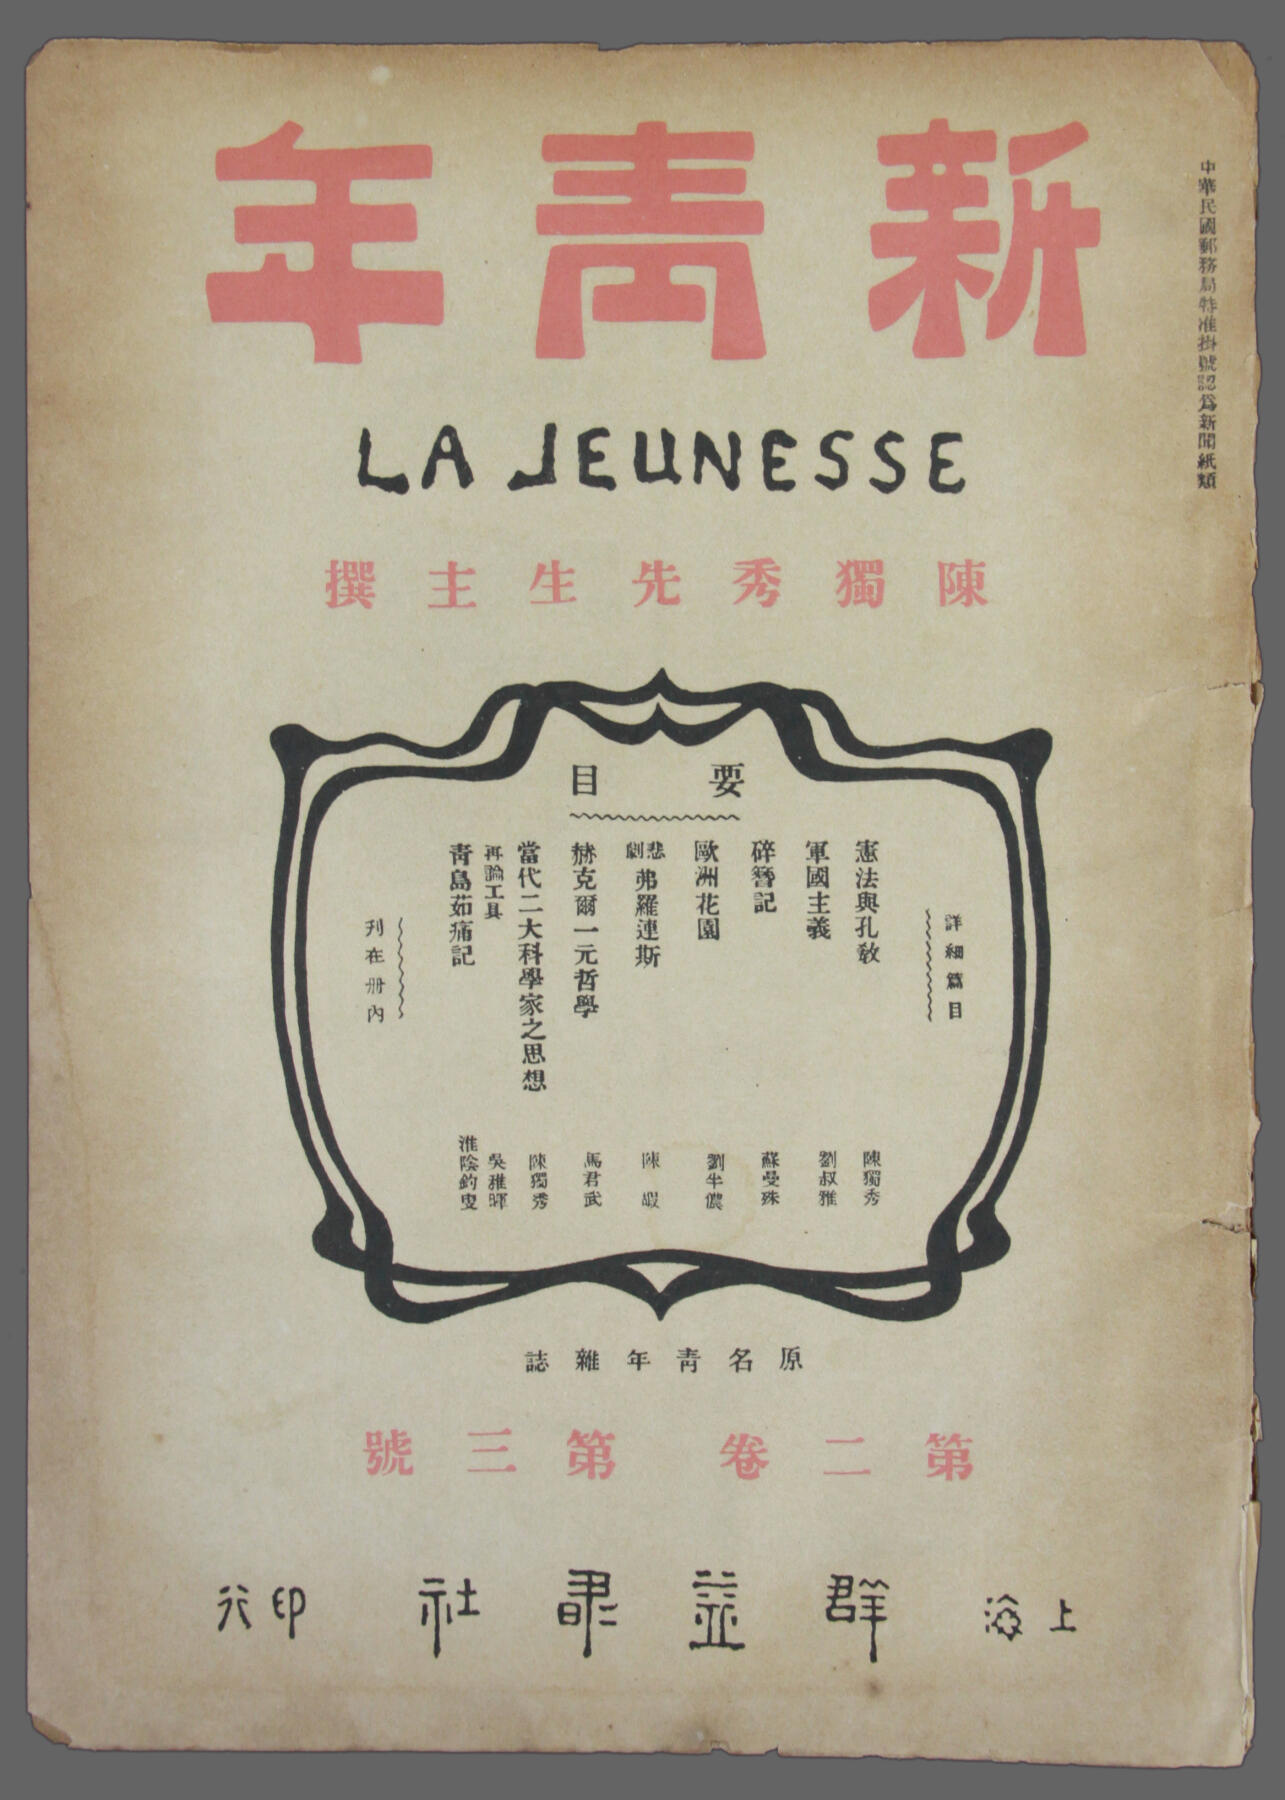 中華民國郵務局特准掛號認爲新聞紙類
新青年
LA JEUNESSE
陳獨秀先生主撰
要目
詳細篇目
憲法與孔教 陳獨秀
軍國主義 劉叔雅
碎簪記 蘇曼殊
歐洲花園 劉半儂
悲劇 弗羅連斯 陳嘏
赫克爾一元哲學 馬君武
當代二大科學家之思想 陳獨秀
再論工具 吳稚暉
青島茹痛記 淮陰釣叟
列在册內
原名青年雜誌
第二卷 第三號
上海 群益書社 印行